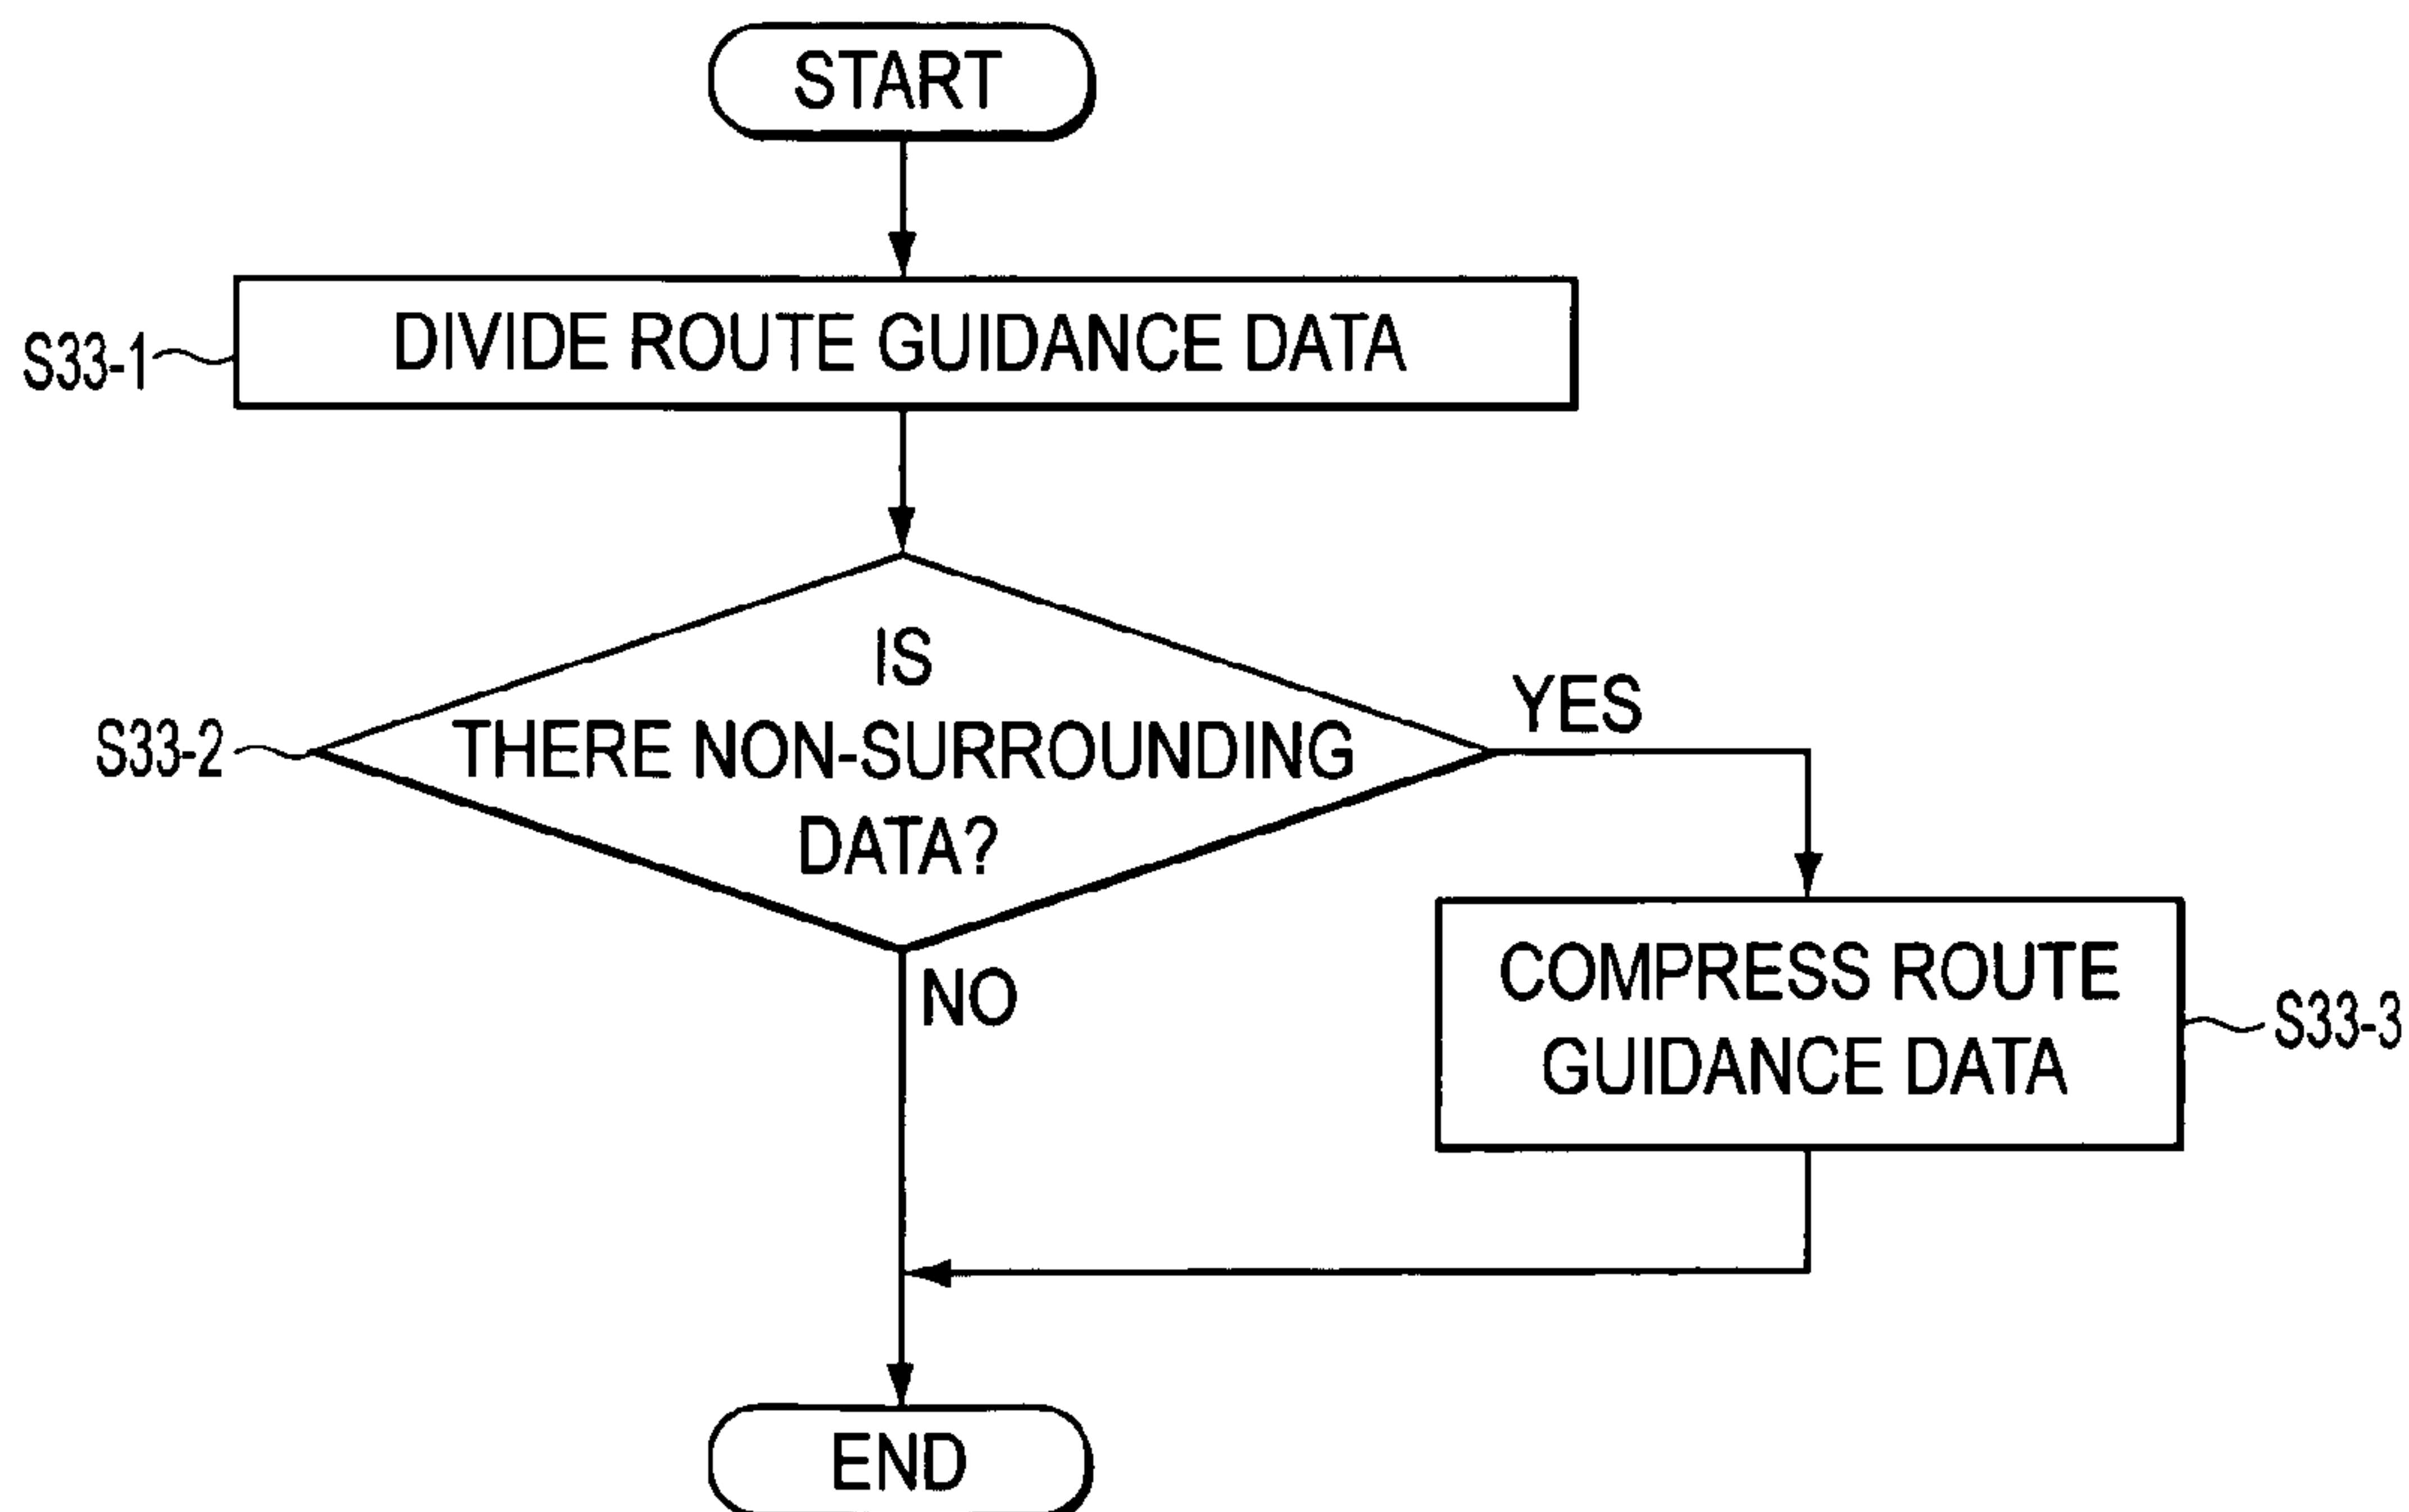 START
S33-1
DIVIDE ROUTE GUIDANCE DATA
IS
S33-2
THERE NON-SURROUNDING
DATA?
YES
NO
COMPRESS ROUTE
GUIDANCE DATA
S33-3
END